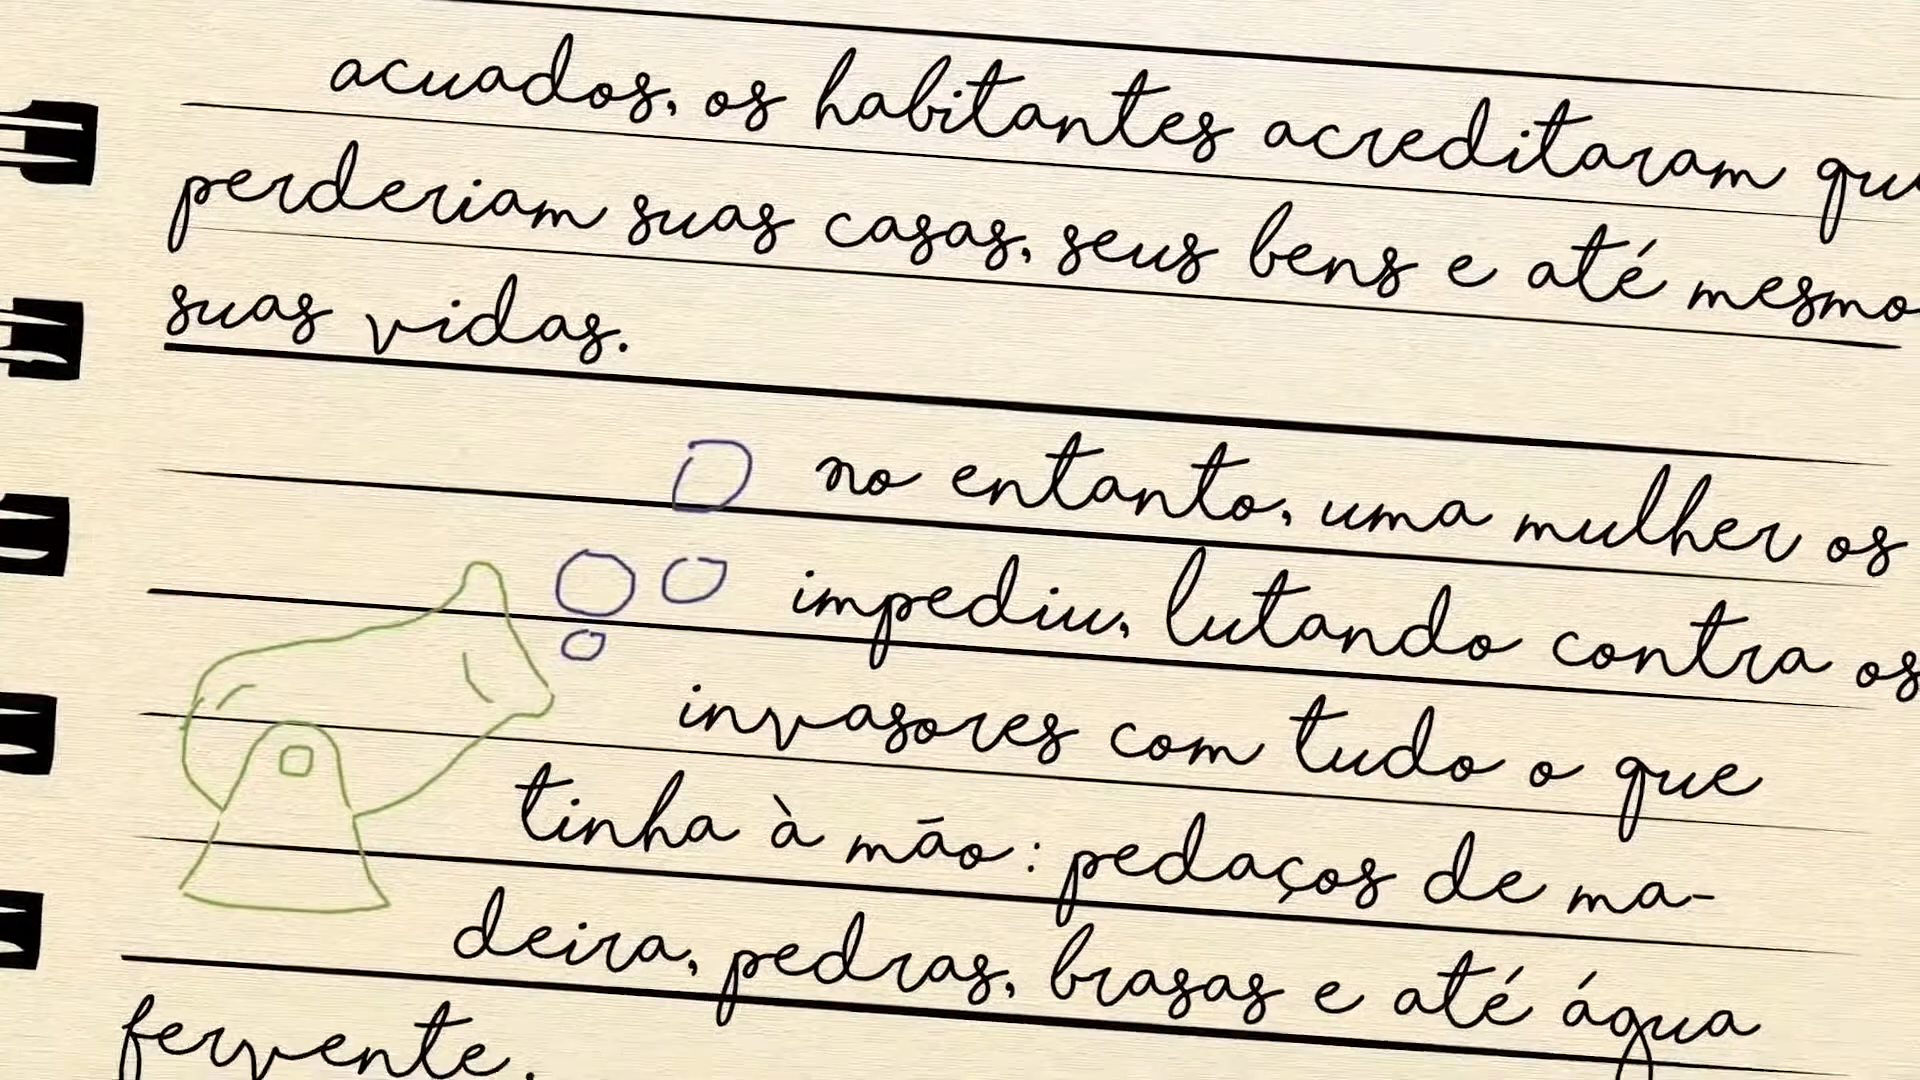 acuados, os habitantes acreditaram qu
perderiam suas casas, seus bens e até mesmo
suas vidas.
no entanto, uma mulher os
impediu, lutando contra os
invasores com tudo o que
tinha à mão: pedaços de ma-
deira, pedras, brasas e até água
fervente.